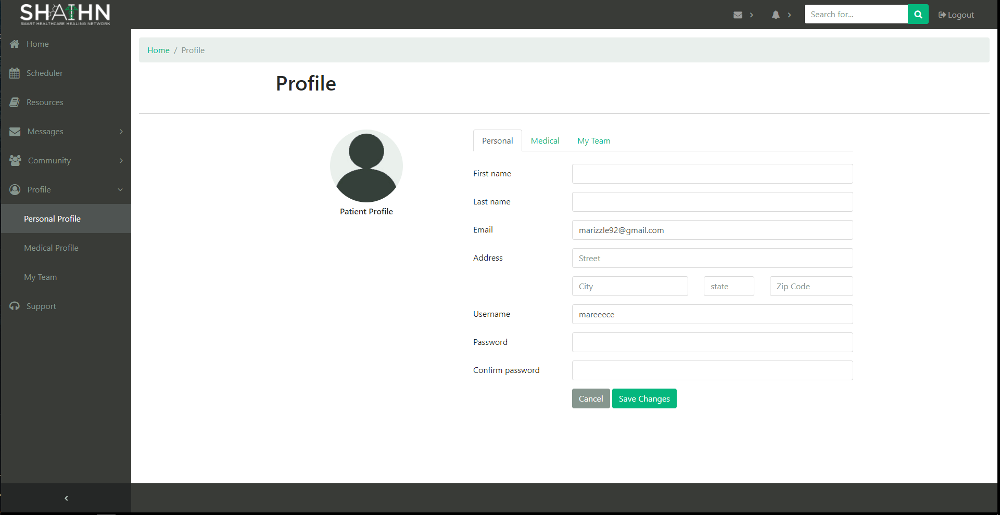 SHAIHN
SMART HEALTHCARE HEALING NETWORK
Search for...
Logout
Home
Scheduler
Resources
Messages
Community
Profile
Personal Profile
Medical Profile
My Team
Support
Home / Profile
Profile
Patient Profile
Personal Medical My Team
First name
Last name
Email marizzle92@gmail.com
Address Street
City state Zip Code
Username mareeece
Password
Confirm password
Cancel Save Changes